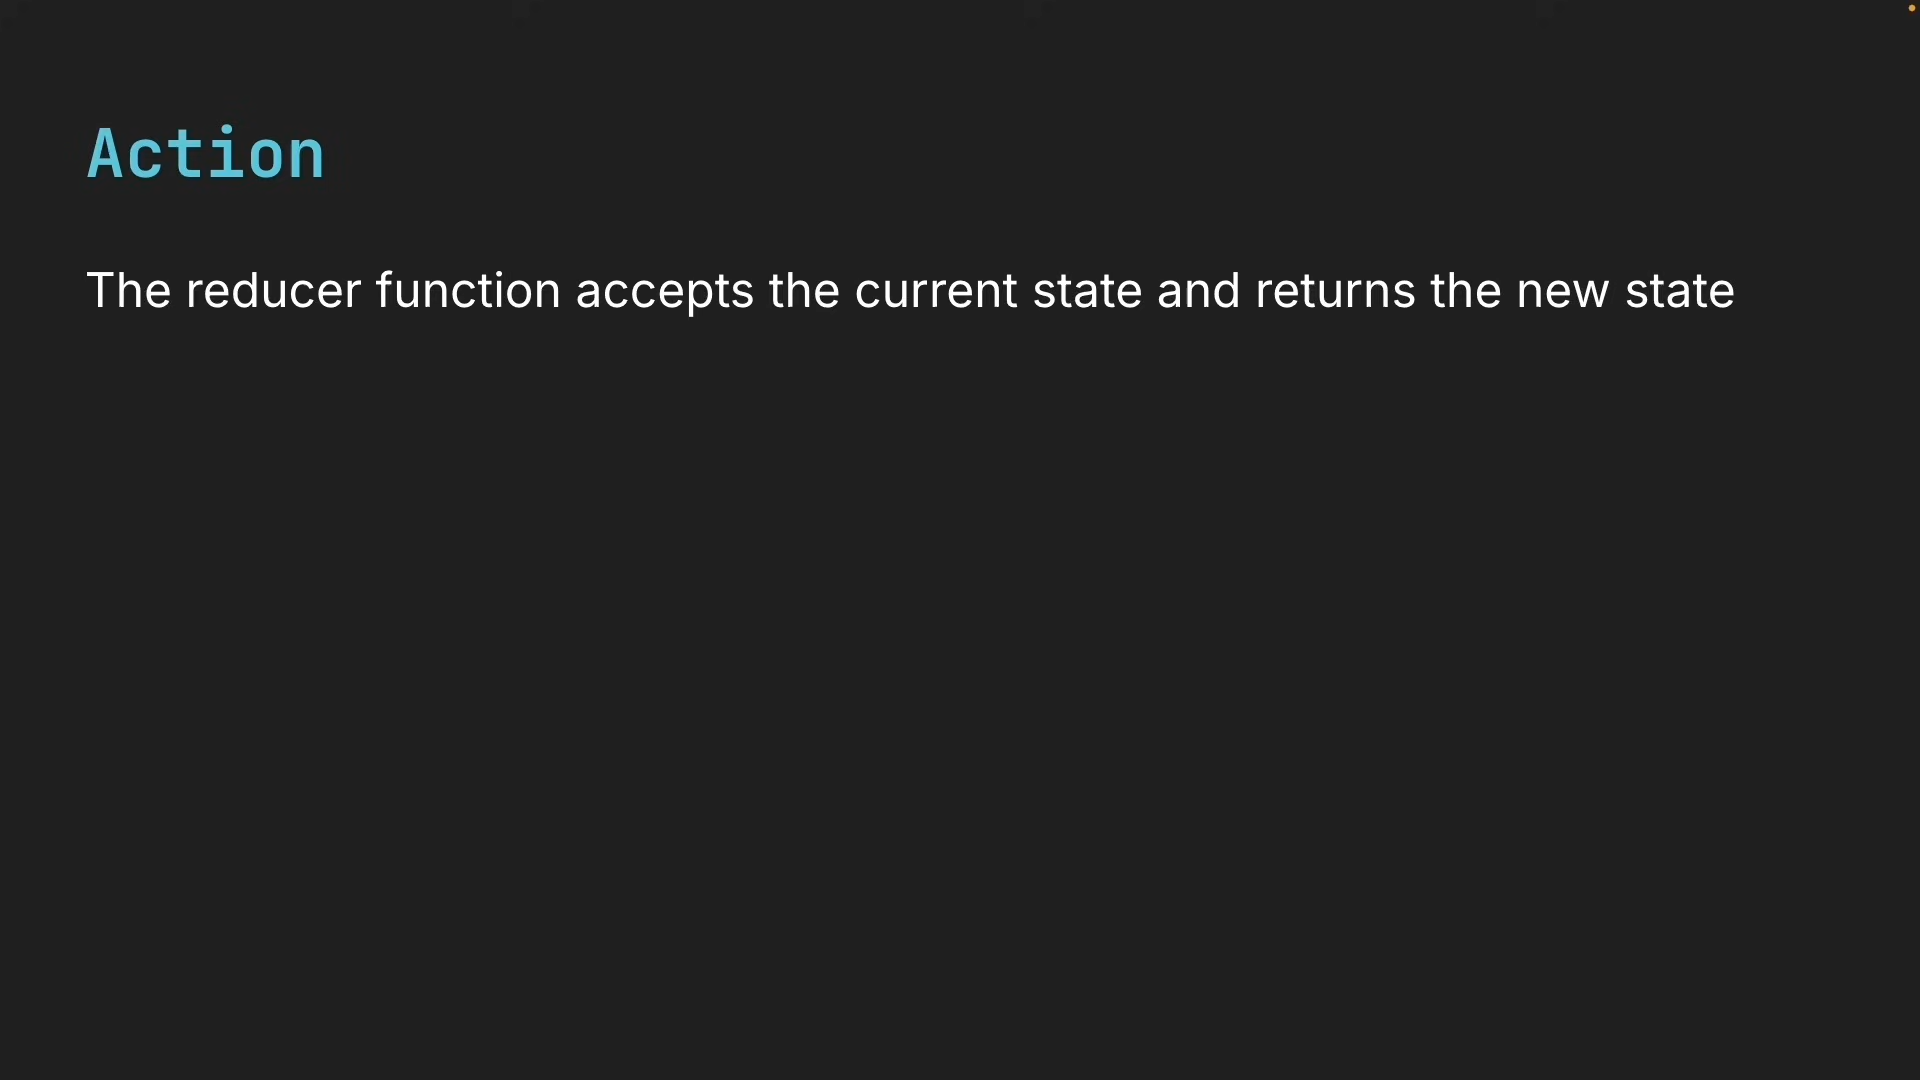 Action
The reducer function accepts the current state and returns the new state